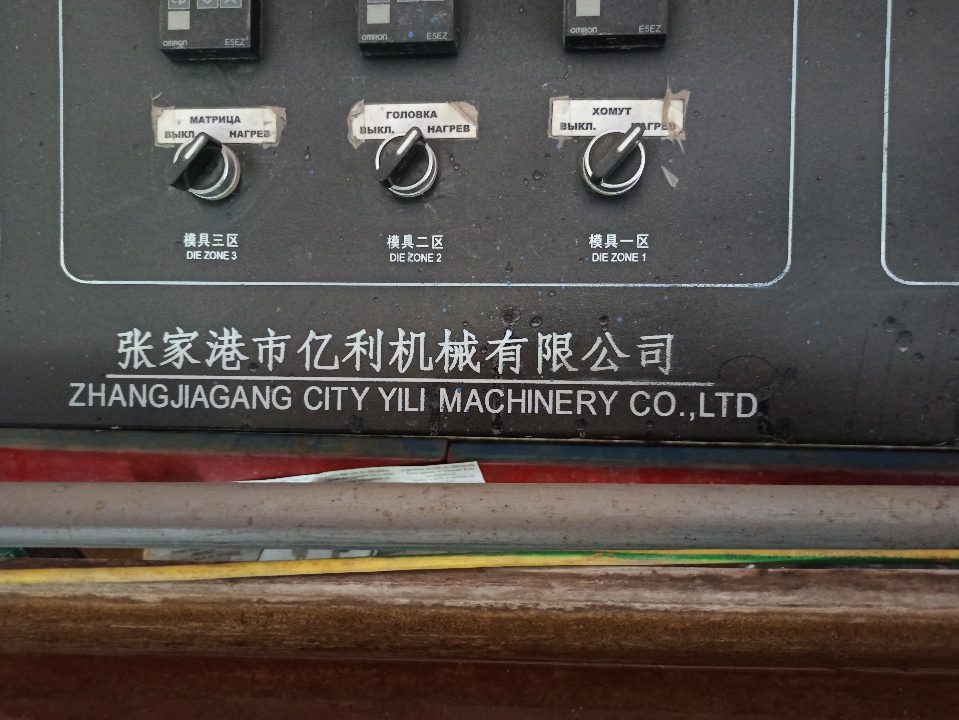 omron E5EZ
omron E5EZ
omron E5EZ
МАТРИЦА
ВЫКЛ. НАГРЕВ
ГОЛОВКА
ВЫКЛ. НАГРЕВ
ХОМУТ
ВЫКЛ. НАГРЕВ
模具三区
DIE ZONE 3
模具二区
DIE ZONE 2
模具一区
DIE ZONE 1
张家港市亿利机械有限公司
ZHANGJIAGANG CITY YILI MACHINERY CO.,LTD